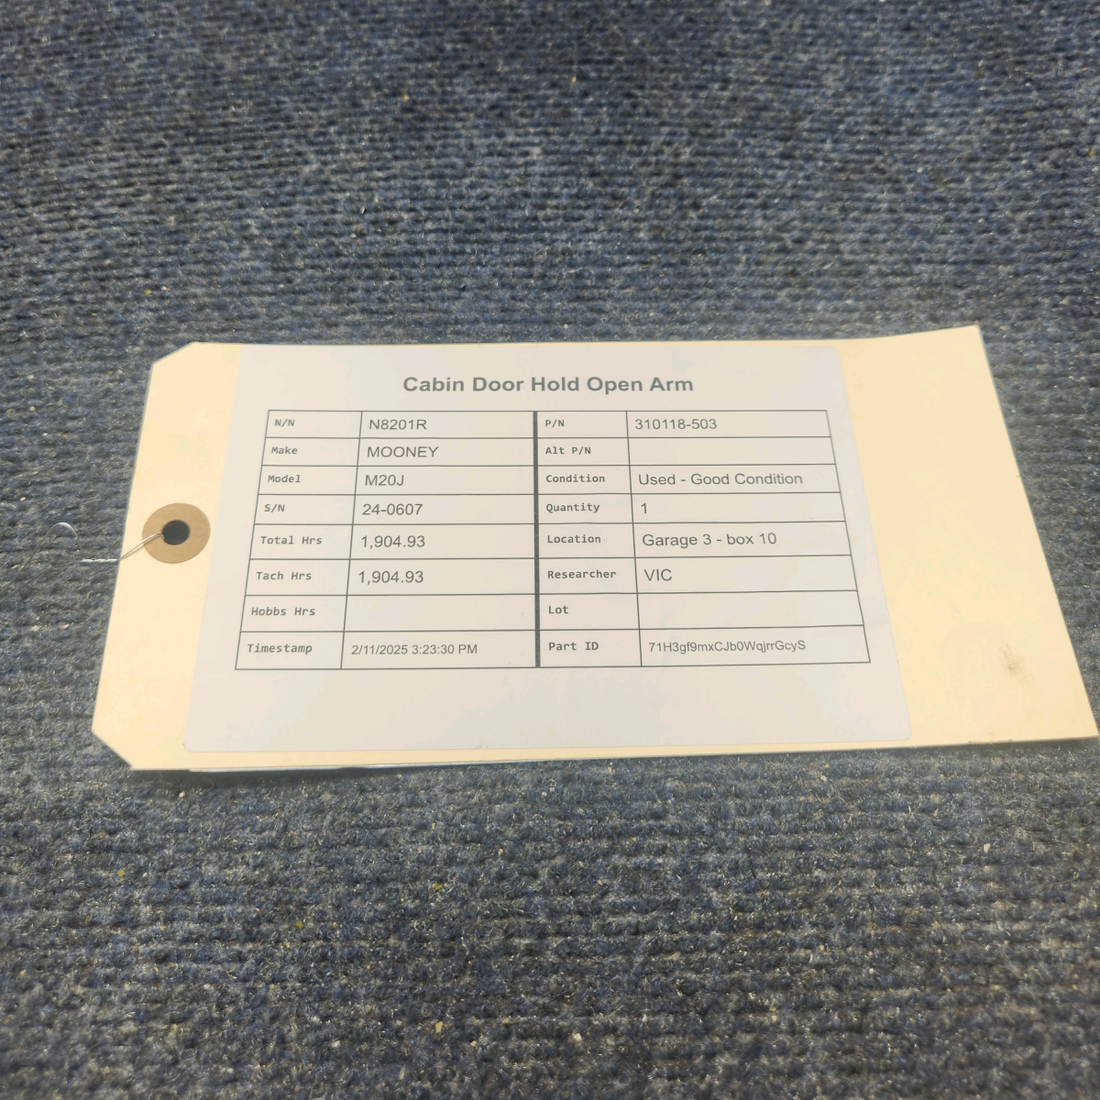 Cabin Door Hold Open Arm
N/N N8201R P/N 310118-503
Make MOONEY Alt P/N
Model M20J Condition Used - Good Condition
S/N 24-0607 Quantity 1
Total Hrs 1,904.93 Location Garage 3 - box 10
Tach Hrs 1,904.93 Researcher VIC
Hobbs Hrs Lot
Timestamp 2/11/2025 3:23:30 PM Part ID 71H3gf9mxCJb0WqjrrGcyS